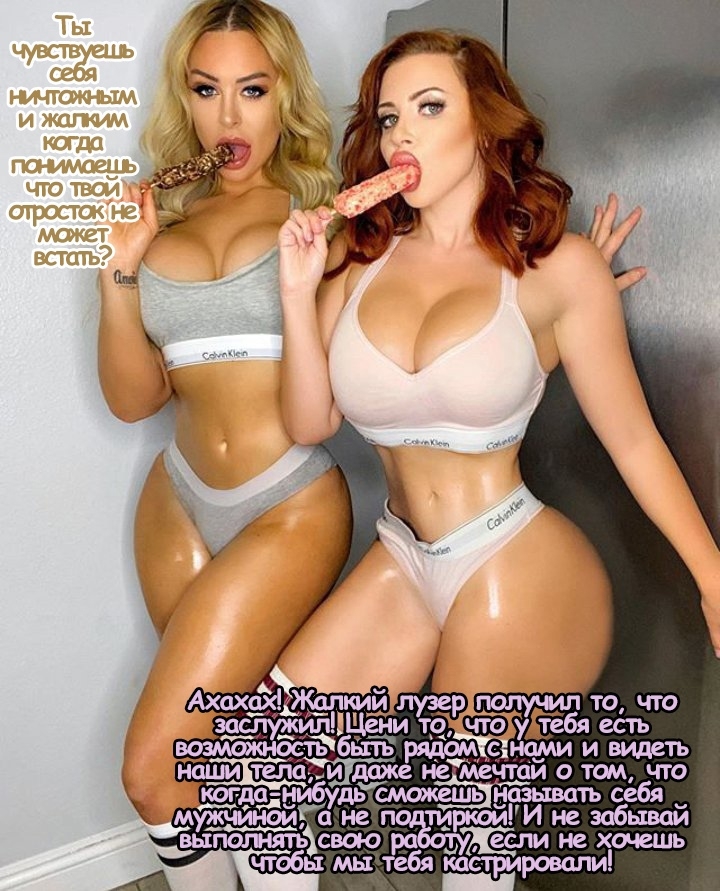 Ты
чувствуешь
себя
ничтожным
и жалким
когда
понимаешь
что твой
отросток не
может
встать?
Calvin Klein
Calvin Klein
Calvin Klein
Ахахах! Жалкий лузер получил то, что
заслужил! Цени то, что у тебя есть
возможность быть рядом с нами и видеть
наши тела, и даже не мечтай о том, что
когда-нибудь сможешь называть себя
мужчиной, а не подтиркой! И не забывай
выполнять свою работу, если не хочешь
чтобы мы тебя кастрировали!